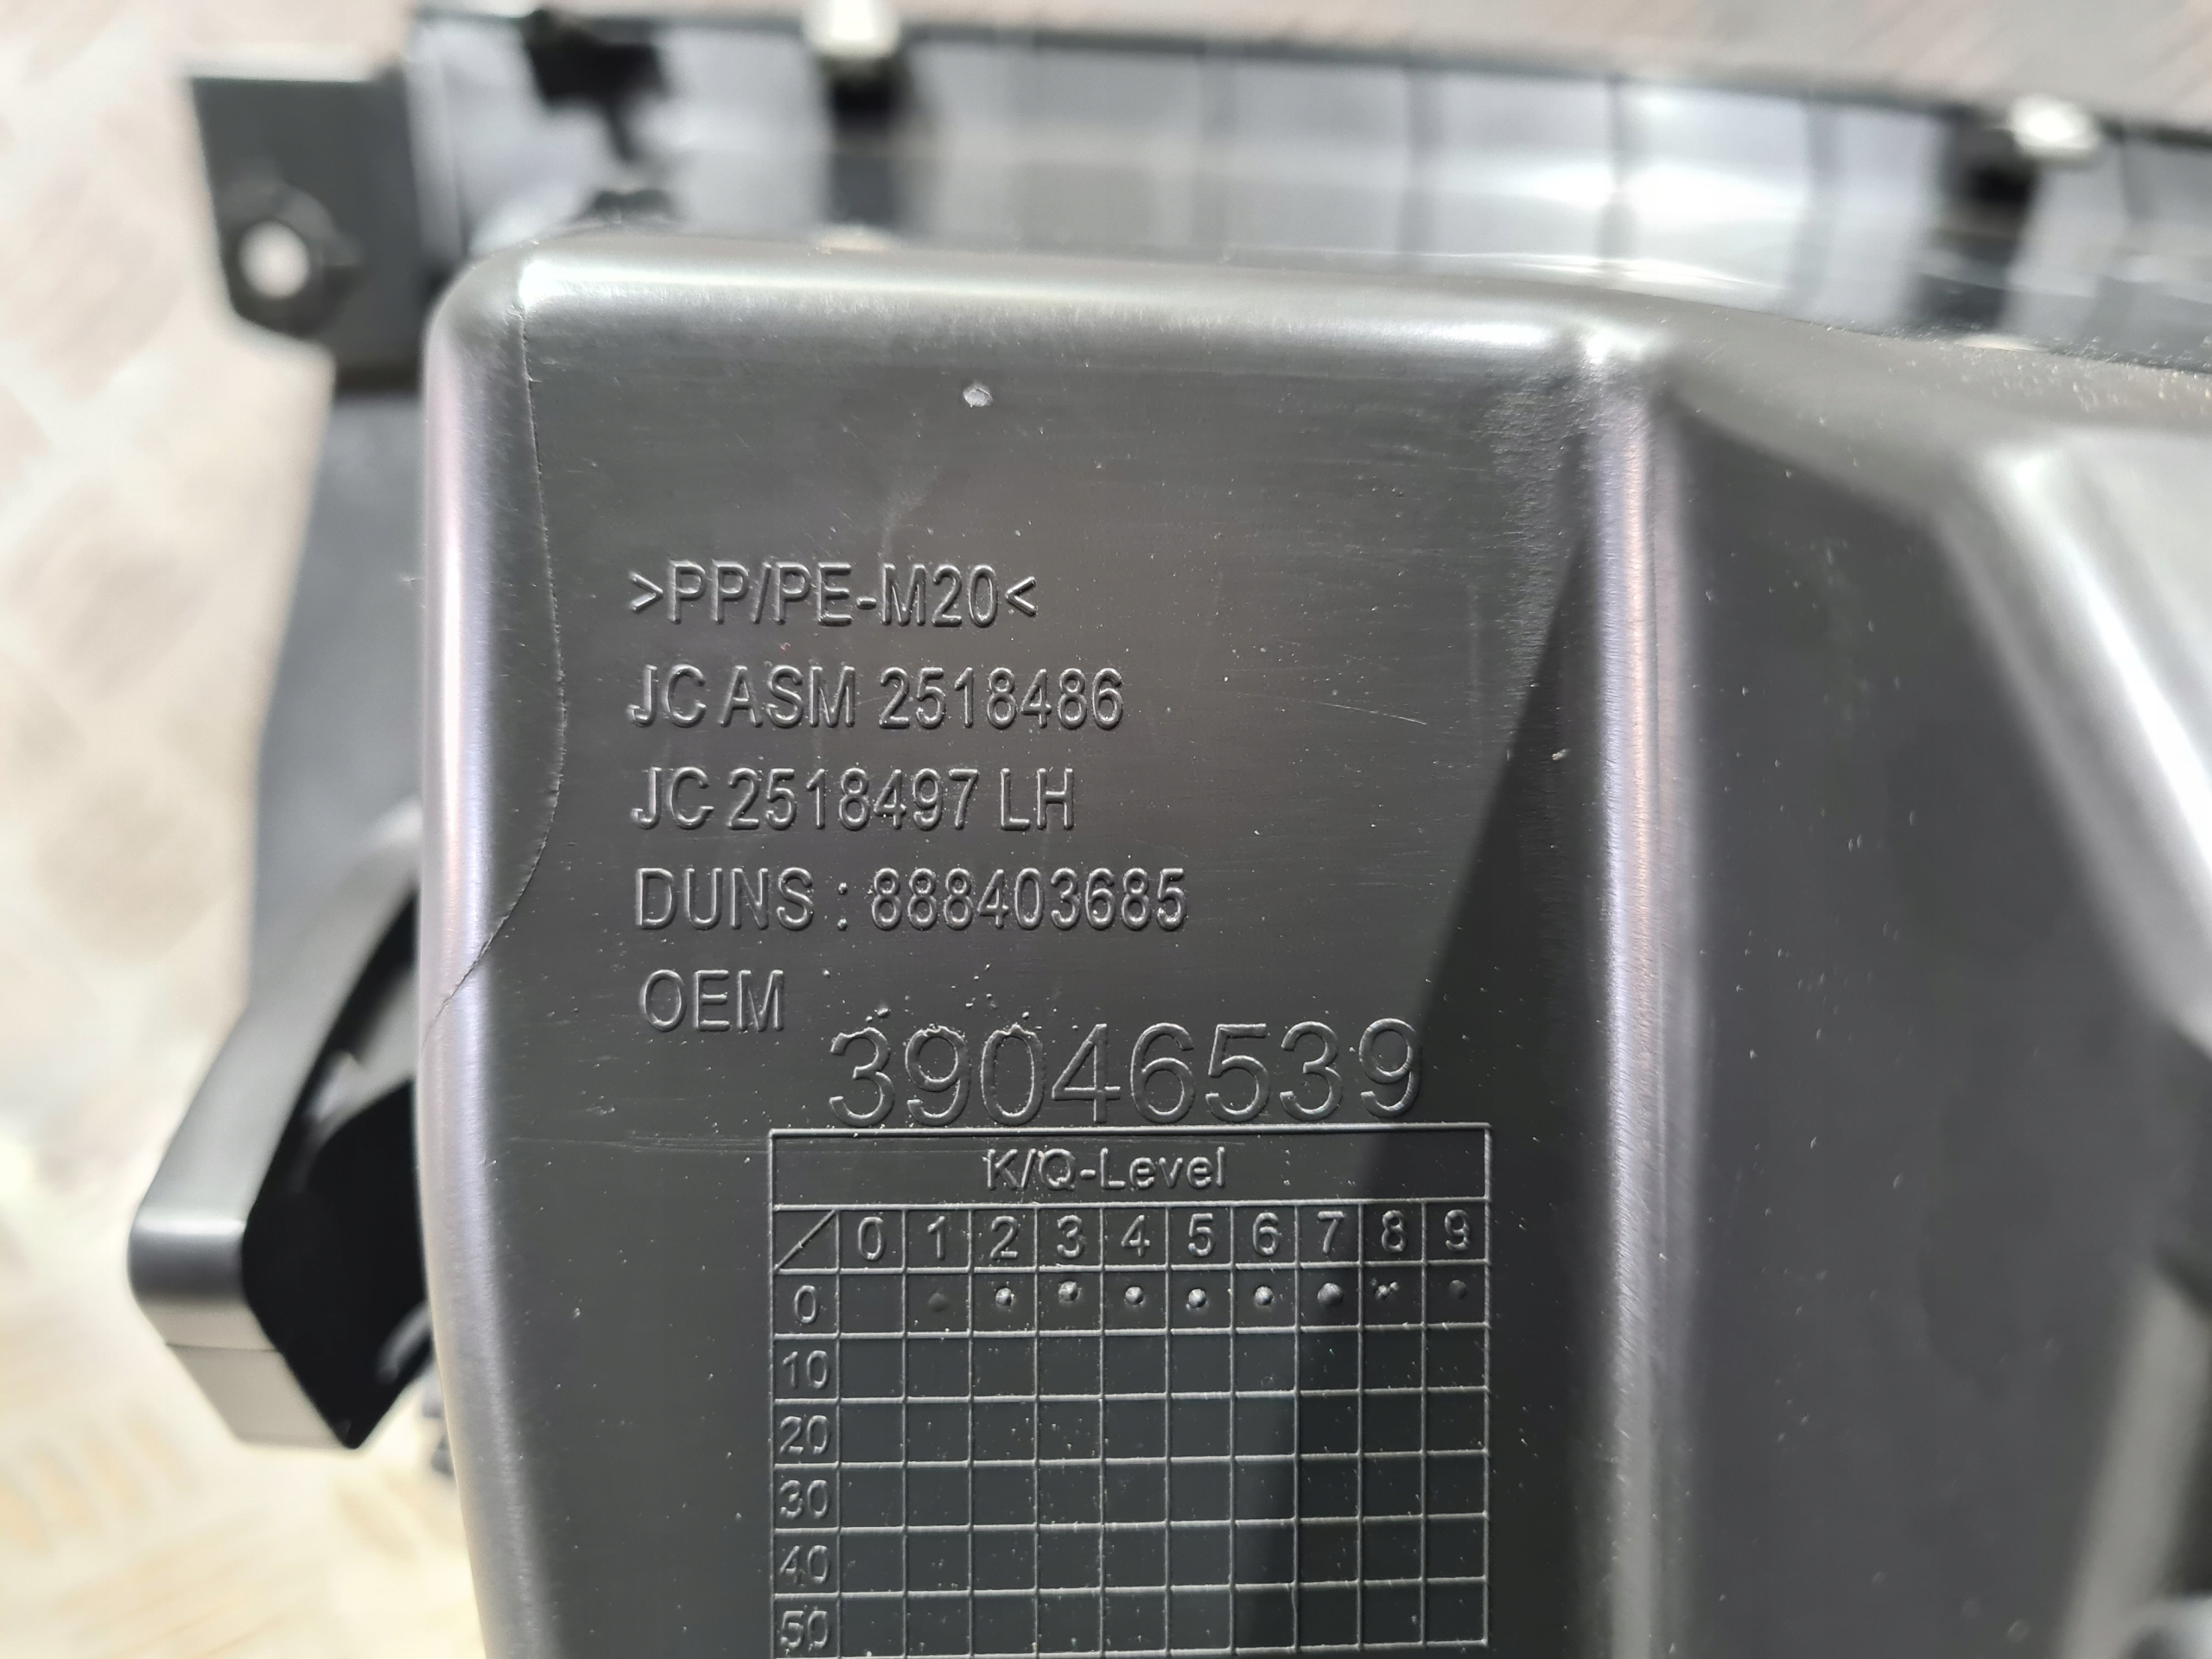 >PP/PE-M20<
JC ASM 2518486
JC 2518497 LH
DUNS : 888403685
OEM
39046539
K/Q-Level
0 1 2 3 4 5 6 7 8 9
0
10
20
30
40
50